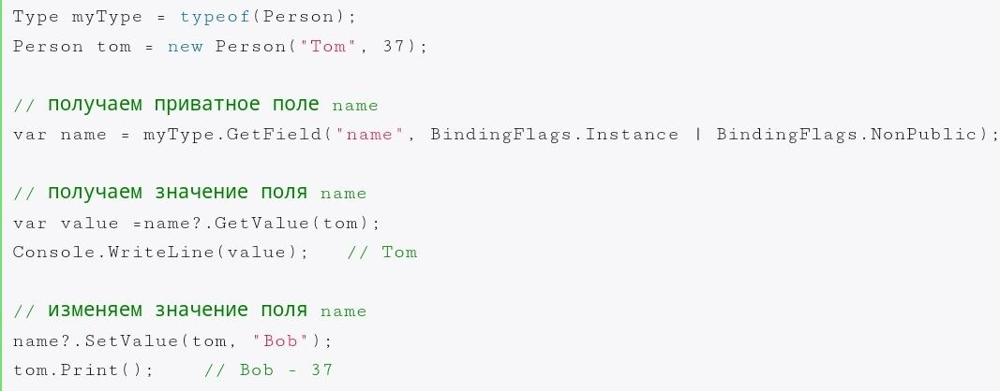 Type myType = typeof(Person);
Person tom = new Person("Tom", 37);
// получаем приватное поле name
var name = myType.GetField("name", BindingFlags.Instance | BindingFlags.NonPublic);
// получаем значение поля name
var value =name?.GetValue(tom);
Console.WriteLine(value);   // Tom
// изменяем значение поля name
name?.SetValue(tom, "Bob");
tom.Print();    // Bob - 37